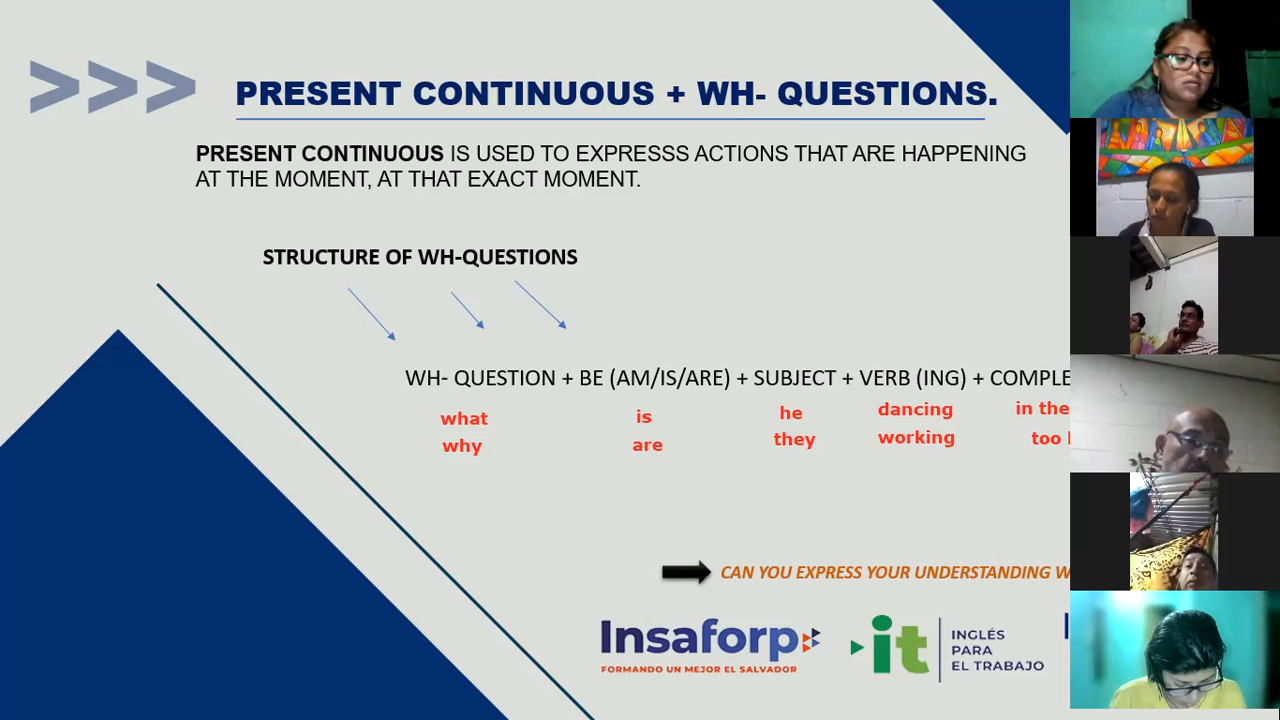 >>> PRESENT CONTINUOUS + WH- QUESTIONS.
PRESENT CONTINUOUS IS USED TO EXPRESSS ACTIONS THAT ARE HAPPENING
AT THE MOMENT, AT THAT EXACT MOMENT.
STRUCTURE OF WH-QUESTIONS
WH- QUESTION + BE (AM/IS/ARE) + SUBJECT + VERB (ING) +
what is he dancing in the
why are they working too
CAN YOU EXPRESS YOUR UNDERSTANDING
Insaforp
FORMANDO UN MEJOR EL SALVADOR
it
INGLÉS
PARA
EL TRABAJO